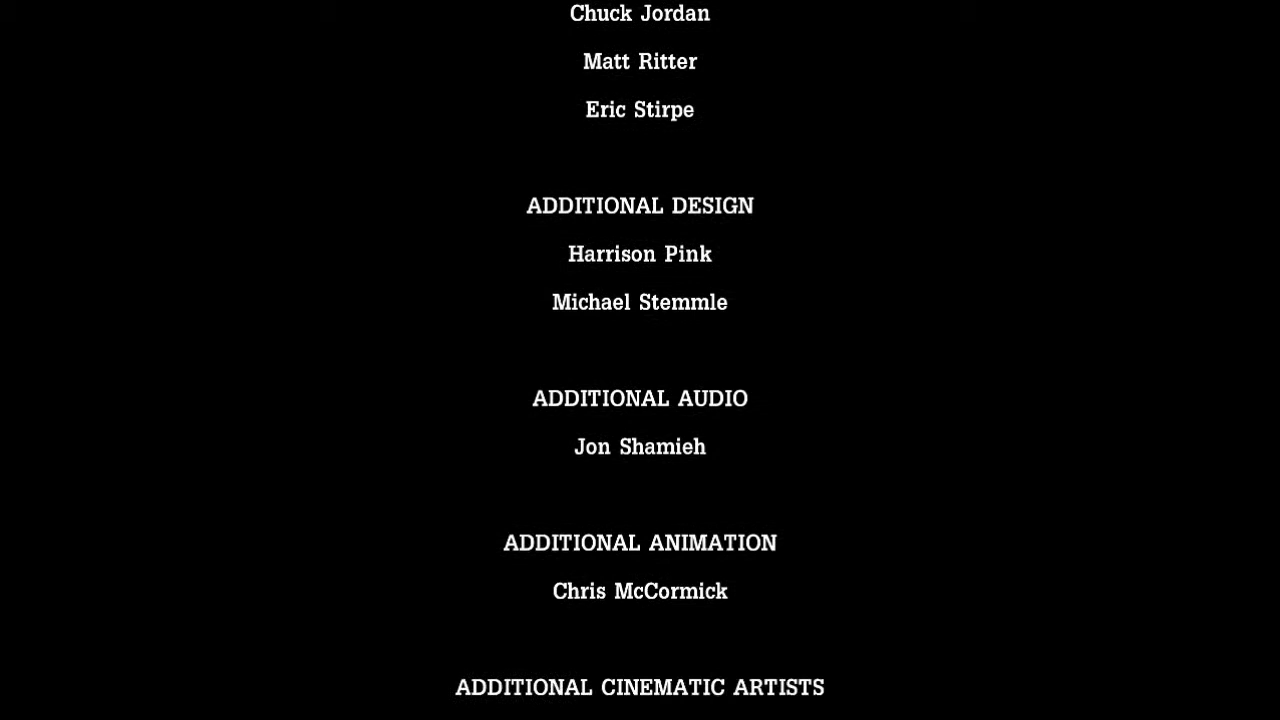 Chuck Jordan
Matt Ritter
Eric Stirpe
ADDITIONAL DESIGN
Harrison Pink
Michael Stemmle
ADDITIONAL AUDIO
Jon Shamieh
ADDITIONAL ANIMATION
Chris McCormick
ADDITIONAL CINEMATIC ARTISTS